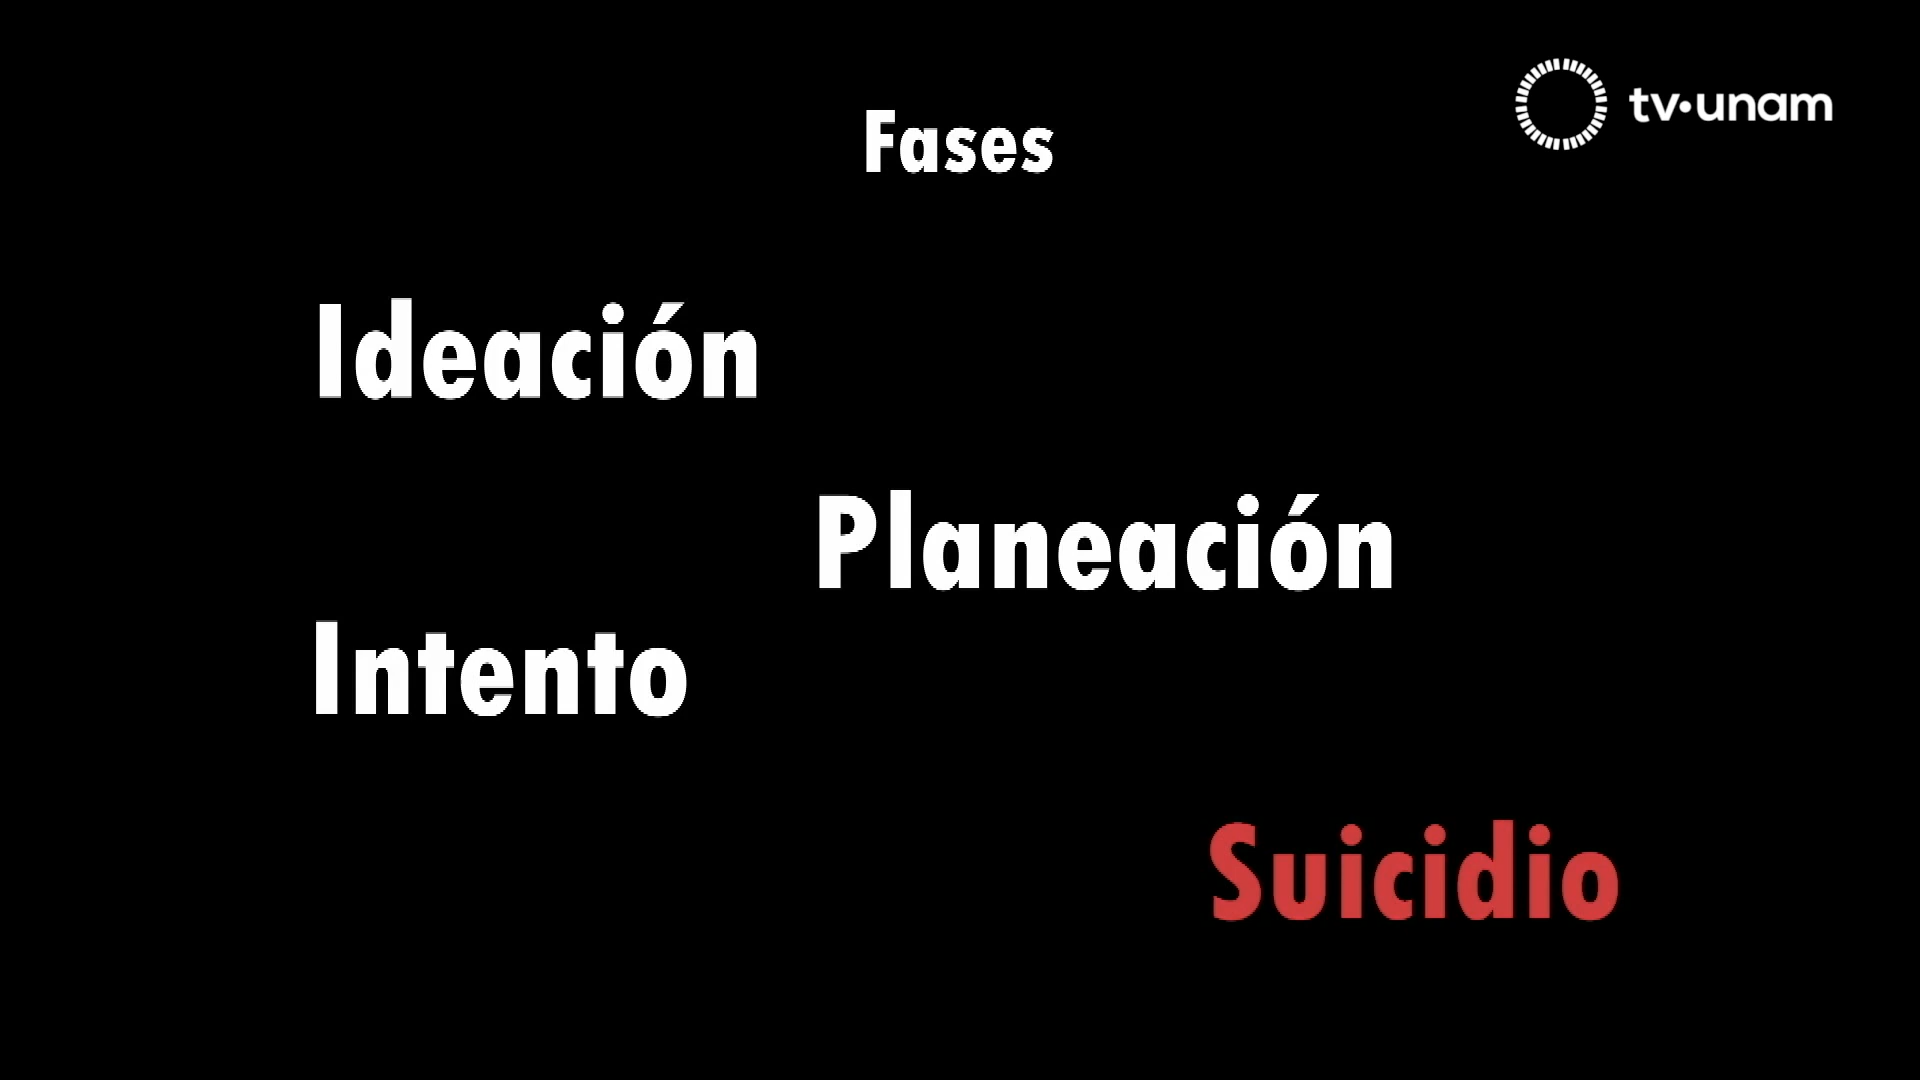 tv·unam
Fases
Ideación
Planeación
Intento
Suicidio